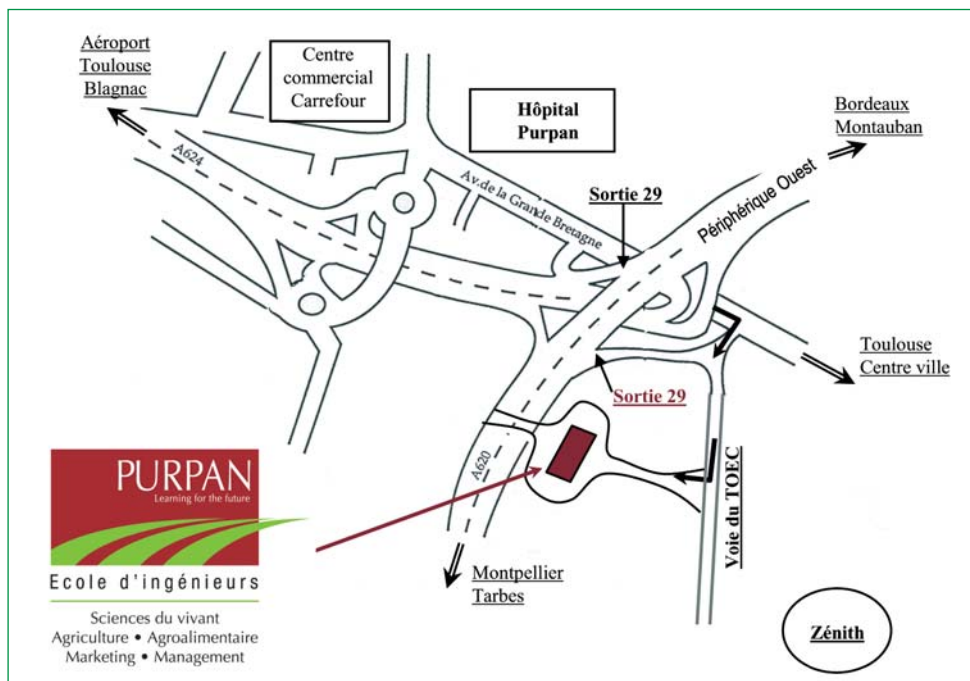 Aéroport
Toulouse
Blagnac
Centre
commercial
Carrefour
Hôpital
Purpan
Bordeaux
Montauban
A624
Av.de la Grande Bretagne
Sortie 29
Périphérique Ouest
Toulouse
Centre ville
Sortie 29
A620
Voie du TOEC
Montpellier
Tarbes
Zénith
PURPAN
Learning for the future
Ecole d'ingénieurs
Sciences du vivant
Agriculture • Agroalimentaire
Marketing • Management